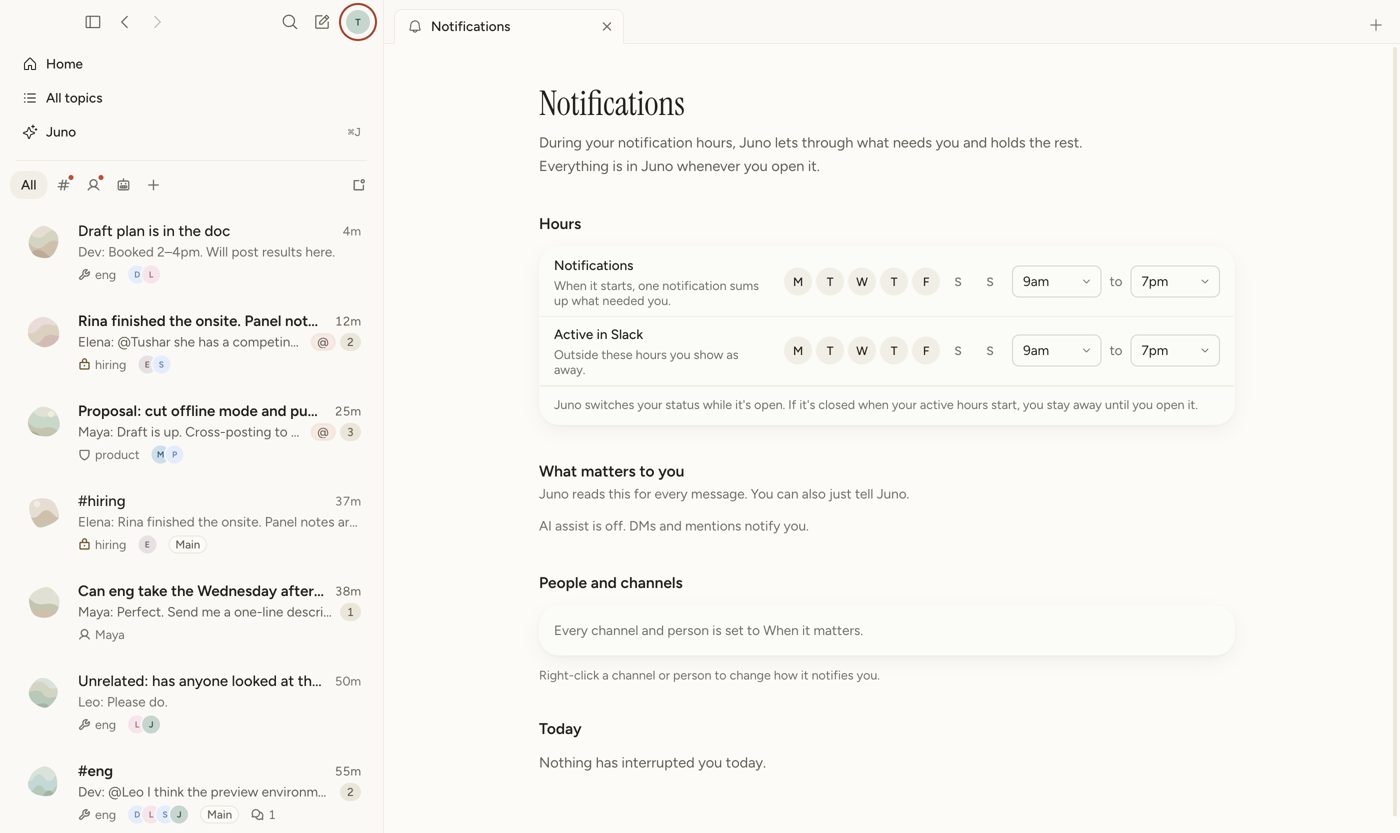 T
Home
All topics
Juno ⌘J
All
Draft plan is in the doc 4m
Dev: Booked 2–4pm. Will post results here.
eng D L
Rina finished the onsite. Panel not... 12m
Elena: @Tushar she has a competin... @ 2
hiring E S
Proposal: cut offline mode and pu... 25m
Maya: Draft is up. Cross-posting to ... @ 3
product M P
#hiring 37m
Elena: Rina finished the onsite. Panel notes ar...
hiring E Main
Can eng take the Wednesday after... 38m
Maya: Perfect. Send me a one-line descri... 1
Maya
Unrelated: has anyone looked at th... 50m
Leo: Please do.
eng L J
#eng 55m
Dev: @Leo I think the preview environm... 2
eng D L S J Main 1
Notifications
Notifications
During your notification hours, Juno lets through what needs you and holds the rest.
Everything is in Juno whenever you open it.
Hours
Notifications
When it starts, one notification sums
up what needed you.
M T W T F S S 9am to 7pm
Active in Slack
Outside these hours you show as
away.
M T W T F S S 9am to 7pm
Juno switches your status while it's open. If it's closed when your active hours start, you stay away until you open it.
What matters to you
Juno reads this for every message. You can also just tell Juno.
AI assist is off. DMs and mentions notify you.
People and channels
Every channel and person is set to When it matters.
Right-click a channel or person to change how it notifies you.
Today
Nothing has interrupted you today.